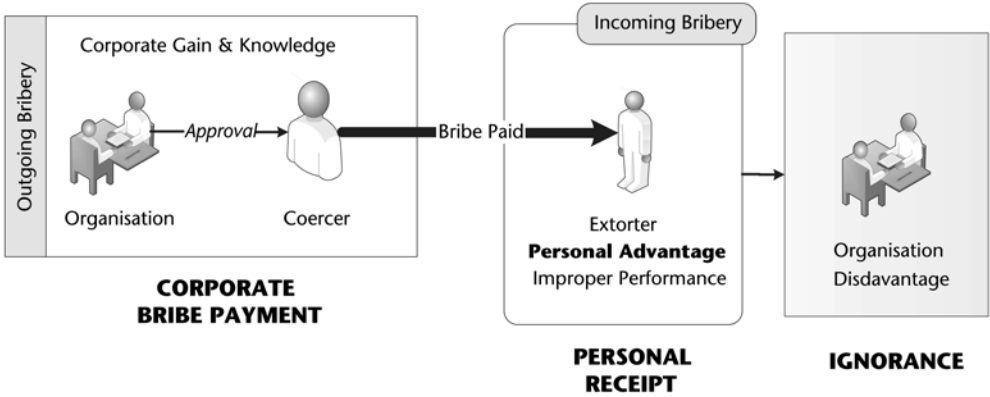 Outgoing Bribery
Corporate Gain & Knowledge
Approval
Organisation
Coercer
CORPORATE
BRIBE PAYMENT
Bribe Paid
Incoming Bribery
Extorter
Personal Advantage
Improper Performance
PERSONAL
RECEIPT
Organisation
Disdavantage
IGNORANCE